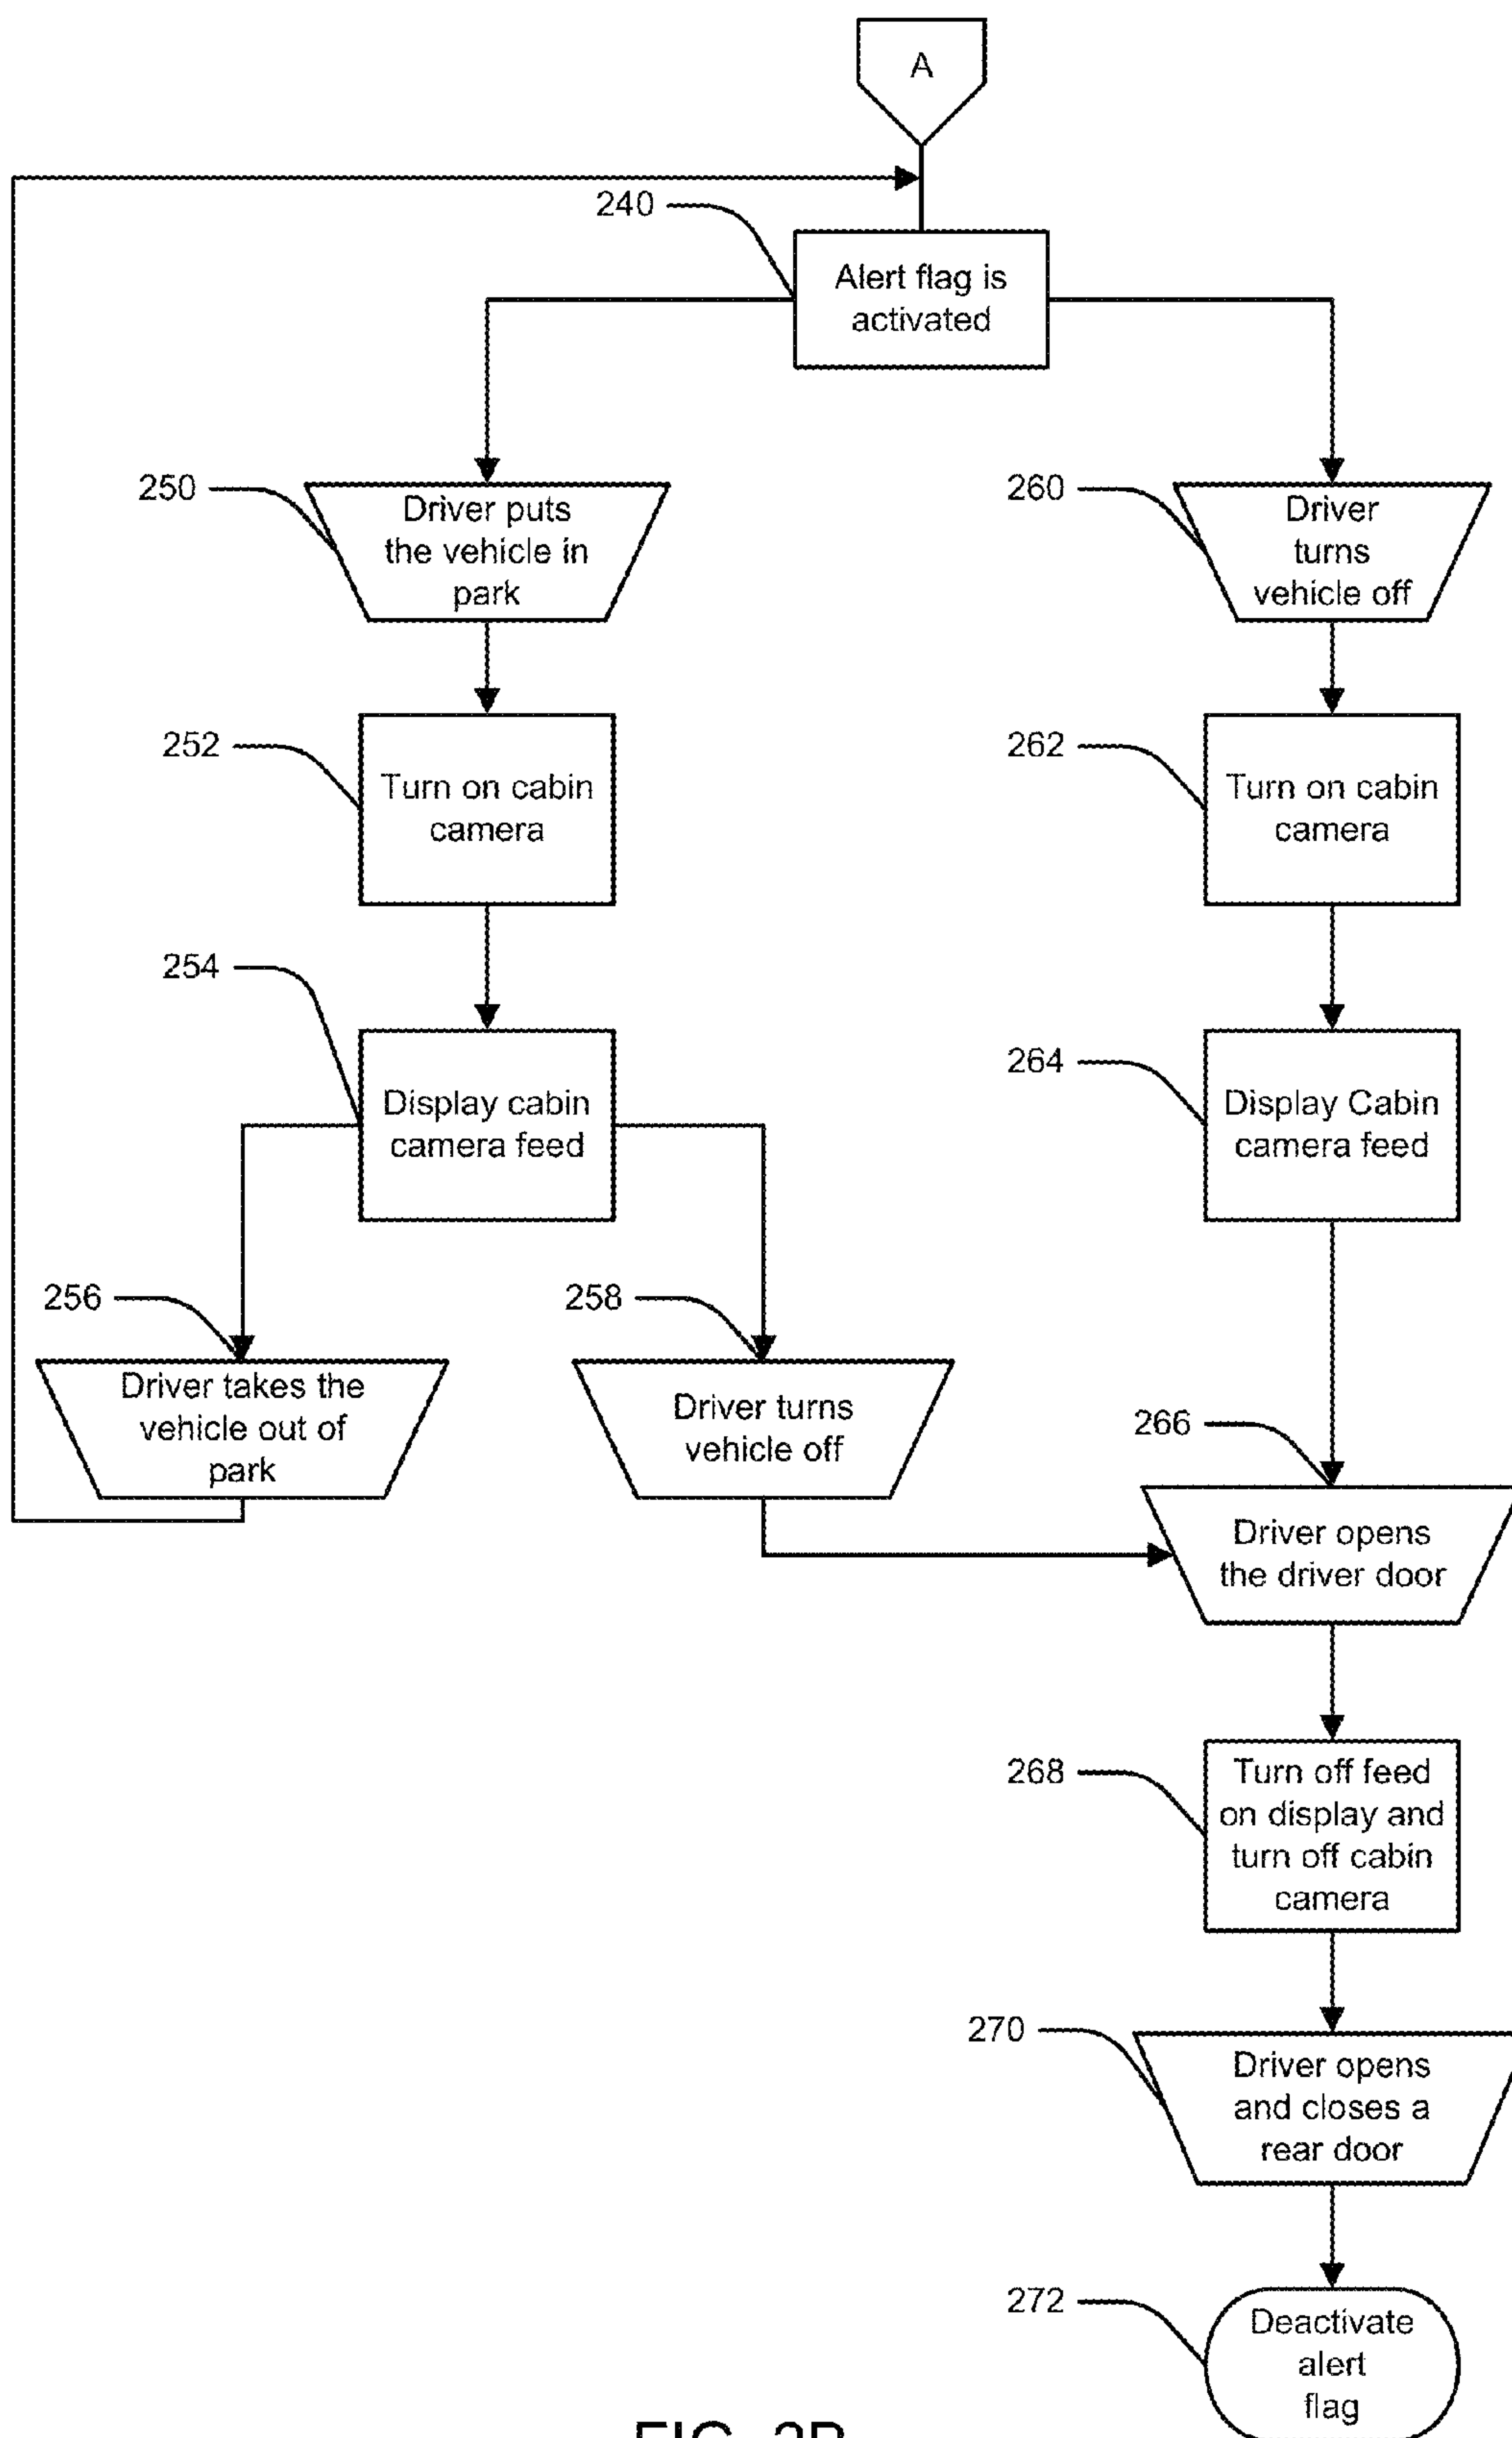 A
240
Alert flag is
activated
250
Driver puts
the vehicle in
park
260
Driver
turns
vehicle off
252
Turn on cabin
camera
262
Turn on cabin
camera
254
Display cabin
camera feed
264
Display Cabin
camera feed
256
Driver takes the
vehicle out of
park
258
Driver turns
vehicle off
266
Driver opens
the driver door
268
Turn off feed
on display and
turn off cabin
camera
270
Driver opens
and closes a
rear door
272
Deactivate
alert
flag